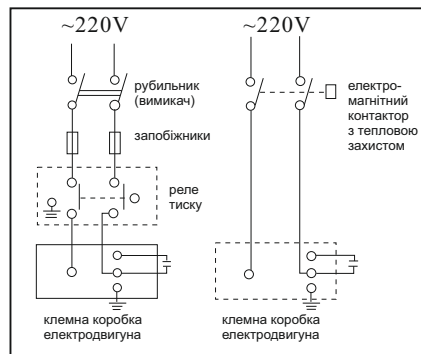 ~220V
рубильник
(вимикач)
запобіжники
реле
тиску
клемна коробка
електродвигуна
~220V
електро-
магнітний
контактор
з тепловою
захистом
клемна коробка
електродвигуна